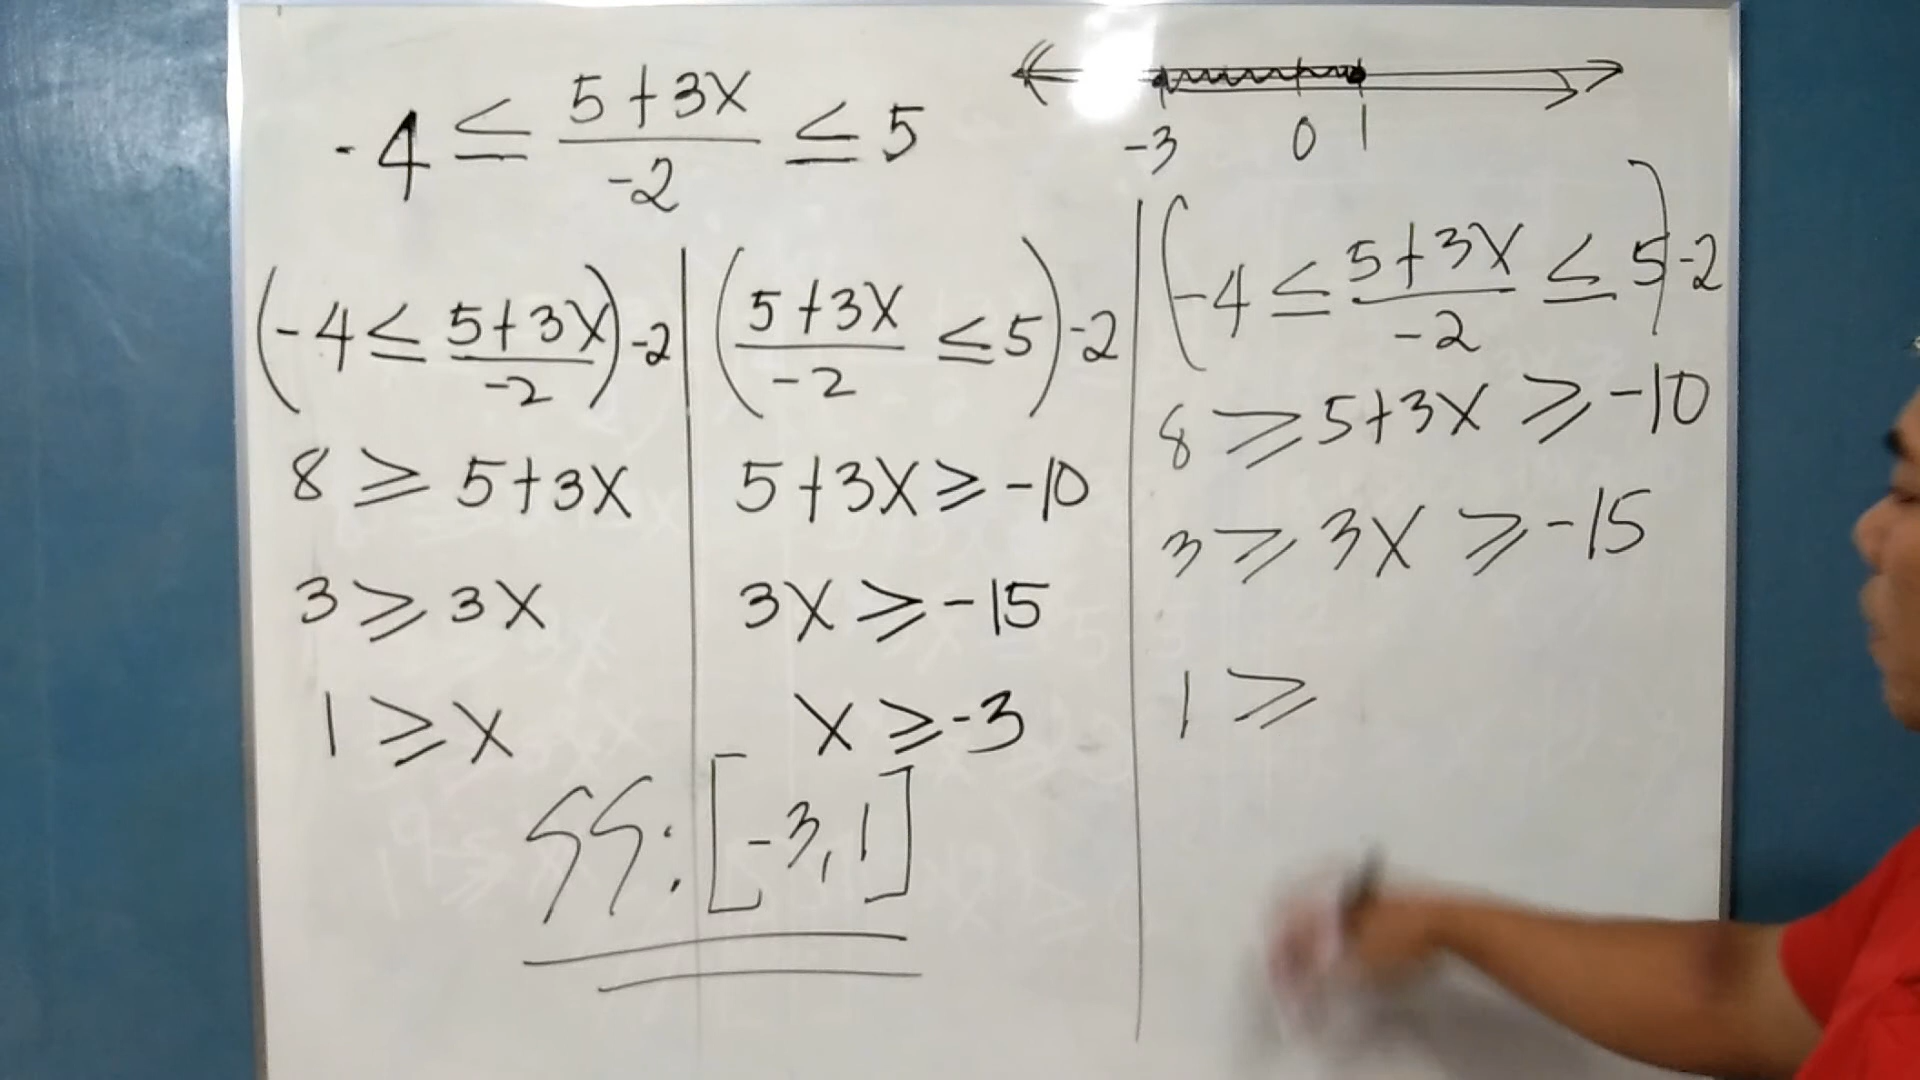 -4 ≤ (5+3X)/-2 ≤ 5
-3 0 1
(-4 ≤ (5+3X)/-2) -2
8 ≥ 5+3X
3 ≥ 3X
1 ≥ X
((5+3X)/-2 ≤ 5) -2
5+3X ≥ -10
3X ≥ -15
X ≥ -3
SS: [-3, 1]
(-4 ≤ (5+3X)/-2 ≤ 5) -2
8 ≥ 5+3X ≥ -10
3 ≥ 3X ≥ -15
1 ≥